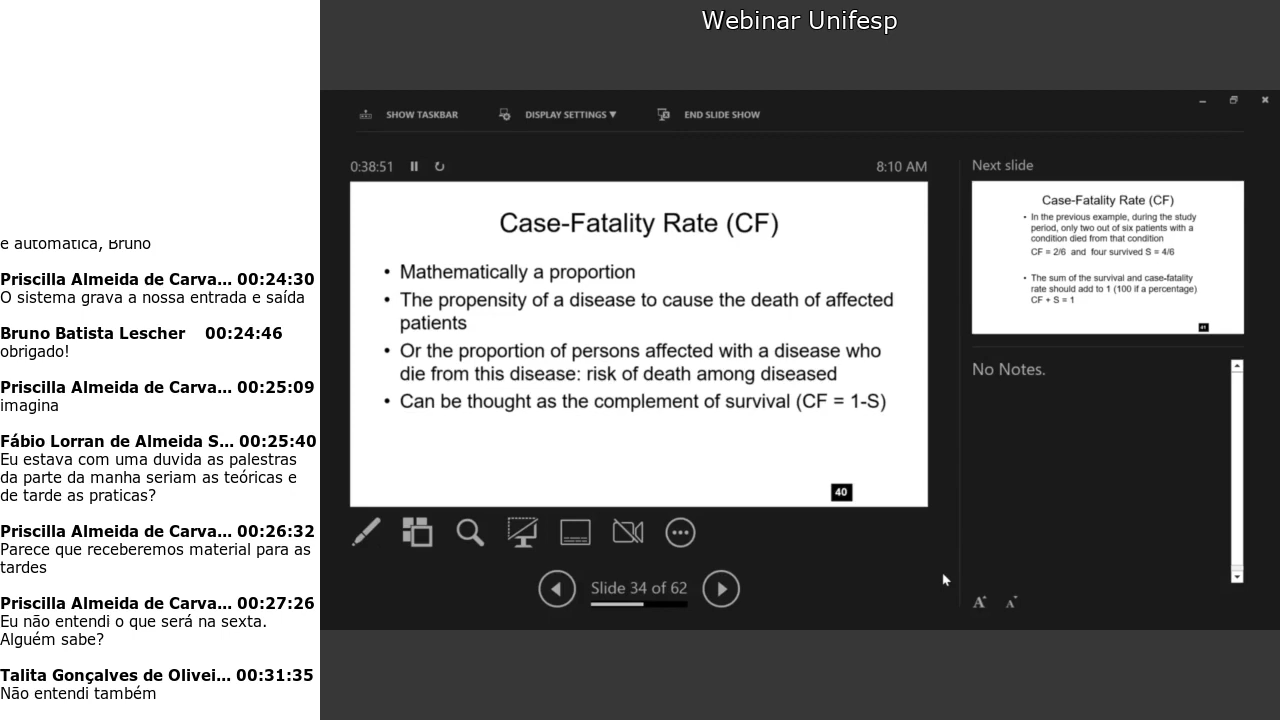 Webinar Unifesp
e automatica, Bruno
Priscilla Almeida de Carva... 00:24:30
O sistema grava a nossa entrada e saída
Bruno Batista Lescher 00:24:46
obrigado!
Priscilla Almeida de Carva... 00:25:09
imagina
Fábio Lorran de Almeida S... 00:25:40
Eu estava com uma duvida as palestras
da parte da manha seriam as teóricas e
de tarde as praticas?
Priscilla Almeida de Carva... 00:26:32
Parece que receberemos material para as
tardes
Priscilla Almeida de Carva... 00:27:26
Eu não entendi o que será na sexta.
Alguém sabe?
Talita Gonçalves de Olivei... 00:31:35
Não entendi também
SHOW TASKBAR
DISPLAY SETTINGS ▼
END SLIDE SHOW
0:38:51
8:10 AM
Case-Fatality Rate (CF)
• Mathematically a proportion
• The propensity of a disease to cause the death of affected
patients
• Or the proportion of persons affected with a disease who
die from this disease: risk of death among diseased
• Can be thought as the complement of survival (CF = 1-S)
40
Slide 34 of 62
Next slide
Case-Fatality Rate (CF)
• In the previous example, during the study
period, only two out of six patients with a
condition died from that condition
CF = 2/6 and four survived S = 4/6
• The sum of the survival and case-fatality
rate should add to 1 (100 if a percentage)
CF + S = 1
41
No Notes.
A A